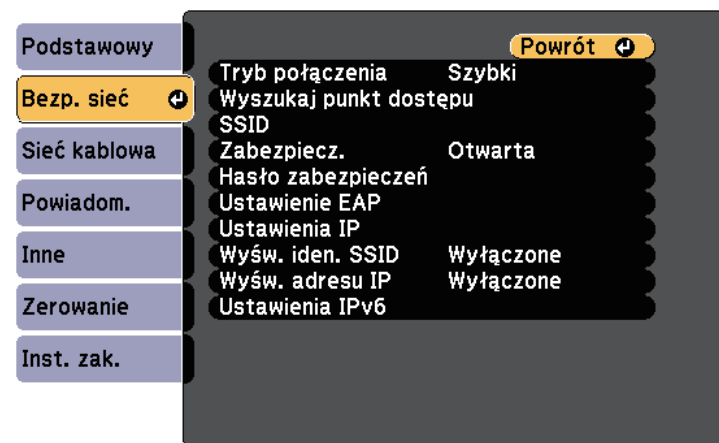 Podstawowy
Bezp. sieć
Sieć kablowa
Powiadom.
Inne
Zerowanie
Inst. zak.
Powrót
Tryb połączenia Szybki
Wyszukaj punkt dostępu
SSID
Zabezpiecz. Otwarta
Hasło zabezpieczeń
Ustawienie EAP
Ustawienia IP
Wyśw. iden. SSID Wyłączone
Wyśw. adresu IP Wyłączone
Ustawienia IPv6